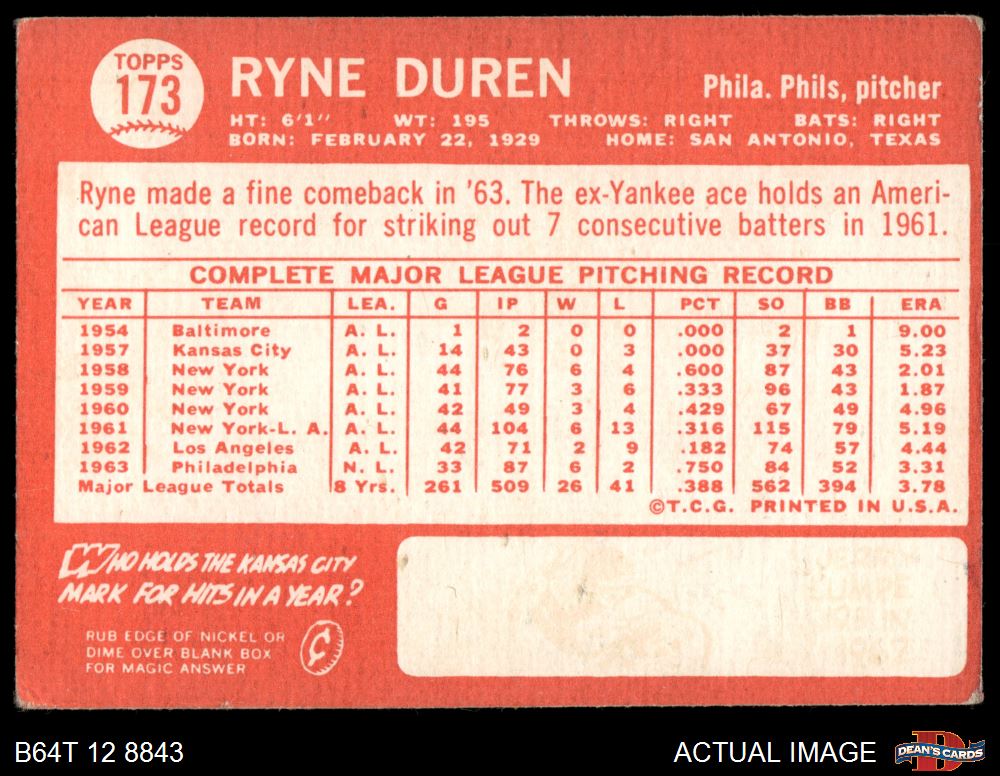 TOPPS
173
RYNE DUREN
Phila. Phils, pitcher
HT: 6'1" WT: 195 THROWS: RIGHT BATS: RIGHT
BORN: FEBRUARY 22, 1929 HOME: SAN ANTONIO, TEXAS
Ryne made a fine comeback in '63. The ex-Yankee ace holds an Ameri-
can League record for striking out 7 consecutive batters in 1961.
COMPLETE MAJOR LEAGUE PITCHING RECORD
YEAR TEAM LEA. G IP W L PCT SO BB ERA
1954 Baltimore A. L. 1 2 0 0 .000 2 1 9.00
1957 Kansas City A. L. 14 43 0 3 .000 37 30 5.23
1958 New York A. L. 44 76 6 4 .600 87 43 2.01
1959 New York A. L. 41 77 3 6 .333 96 43 1.87
1960 New York A. L. 42 49 3 4 .429 67 49 4.96
1961 New York-L. A. A. L. 44 104 6 13 .316 115 79 5.19
1962 Los Angeles A. L. 42 71 2 9 .182 74 57 4.44
1963 Philadelphia N. L. 33 87 6 2 .750 84 52 3.31
Major League Totals 8 Yrs. 261 509 26 41 .388 562 394 3.78
©T.C.G. PRINTED IN U.S.A.
WHO HOLDS THE KANSAS CITY
MARK FOR HITS IN A YEAR?
RUB EDGE OF NICKEL OR
DIME OVER BLANK BOX
FOR MAGIC ANSWER
B64T 12 8843
ACTUAL IMAGE
DEAN'S CARDS